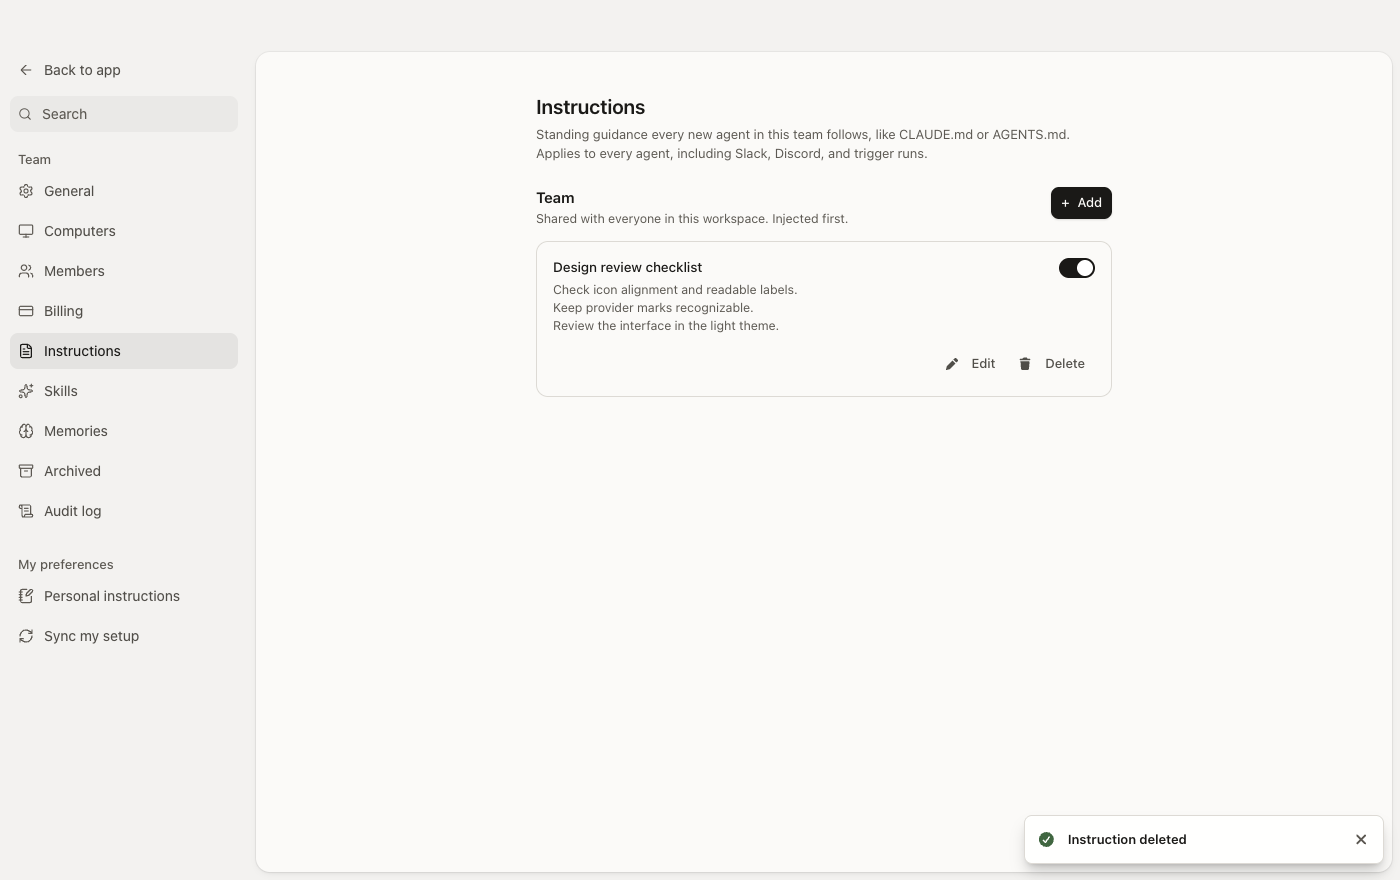 Back to app
Search
Team
General
Computers
Members
Billing
Instructions
Skills
Memories
Archived
Audit log
My preferences
Personal instructions
Sync my setup
Instructions
Standing guidance every new agent in this team follows, like CLAUDE.md or AGENTS.md.
Applies to every agent, including Slack, Discord, and trigger runs.
Team
Shared with everyone in this workspace. Injected first.
+ Add
Design review checklist
Check icon alignment and readable labels.
Keep provider marks recognizable.
Review the interface in the light theme.
Edit
Delete
Instruction deleted